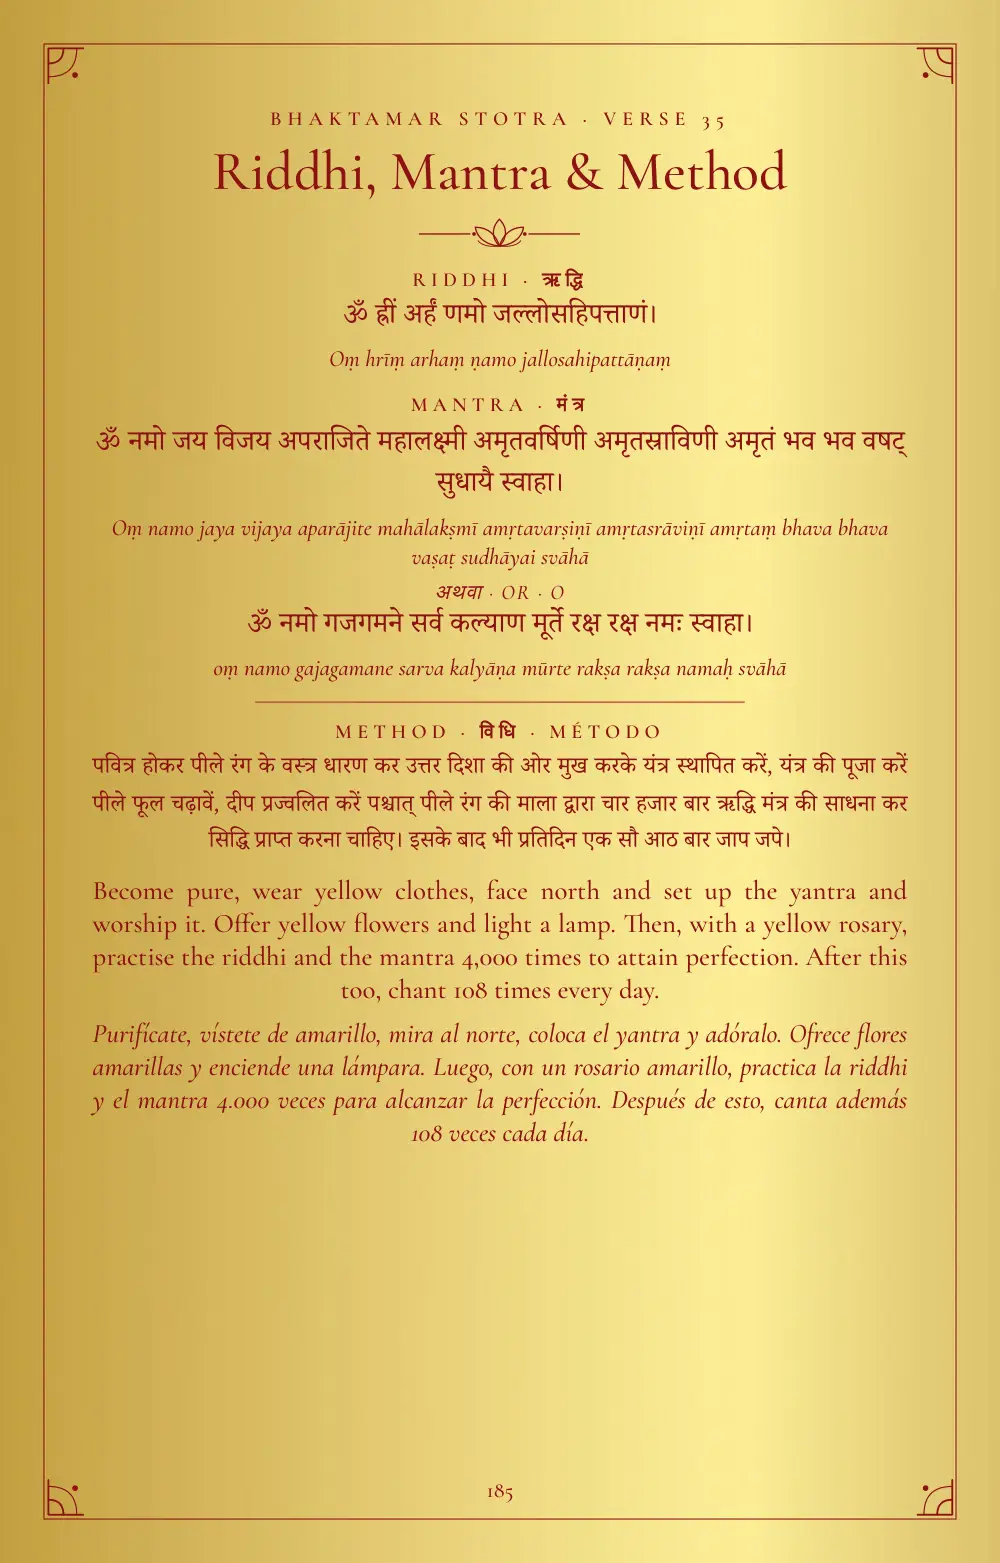 BHAKTAMAR STOTRA · VERSE 35
Riddhi, Mantra & Method
RIDDHI · ऋद्धि
ॐ ह्रीं अर्हं णमो जल्लोसहिपत्ताणं।
Oṃ hrīṃ arhaṃ ṇamo jallosahipattāṇaṃ
MANTRA · मंत्र
ॐ नमो जय विजय अपराजिते महालक्ष्मी अमृतवर्षिणी अमृतस्राविणी अमृतं भव भव वषट्
सुधायै स्वाहा।
Oṃ namo jaya vijaya aparājite mahālakṣmī amṛtavarṣiṇī amṛtasrāviṇī amṛtaṃ bhava bhava
vaṣaṭ sudhāyai svāhā
अथवा · OR · O
ॐ नमो गजगमने सर्व कल्याण मूर्ते रक्ष रक्ष नमः स्वाहा।
oṃ namo gajagamane sarva kalyāṇa mūrte rakṣa rakṣa namaḥ svāhā
METHOD · विधि · MÉTODO
पवित्र होकर पीले रंग के वस्त्र धारण कर उत्तर दिशा की ओर मुख करके यंत्र स्थापित करें, यंत्र की पूजा करें
पीले फूल चढ़ावें, दीप प्रज्वलित करें पश्चात् पीले रंग की माला द्वारा चार हजार बार ऋद्धि मंत्र की साधना कर
सिद्धि प्राप्त करना चाहिए। इसके बाद भी प्रतिदिन एक सौ आठ बार जाप जपे।
Become pure, wear yellow clothes, face north and set up the yantra and
worship it. Offer yellow flowers and light a lamp. Then, with a yellow rosary,
practise the riddhi and the mantra 4,000 times to attain perfection. After this
too, chant 108 times every day.
Purifícate, vístete de amarillo, mira al norte, coloca el yantra y adóralo. Ofrece flores
amarillas y enciende una lámpara. Luego, con un rosario amarillo, practica la riddhi
y el mantra 4.000 veces para alcanzar la perfección. Después de esto, canta además
108 veces cada día.
185